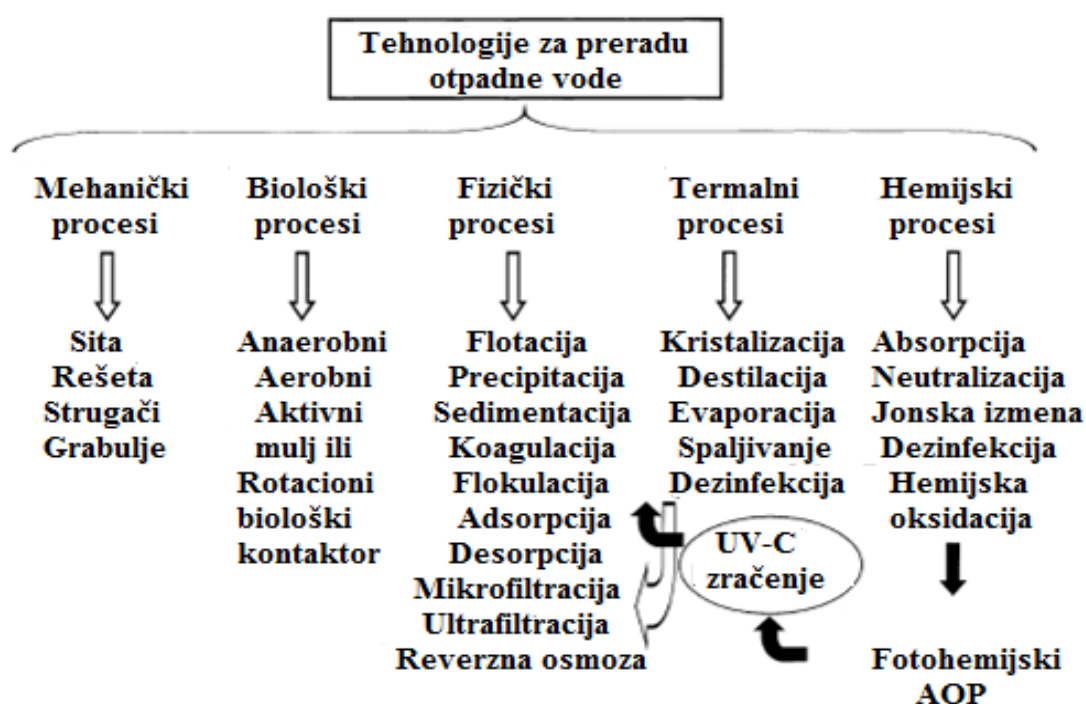 Tehnologije za preradu
otpadne vode
Mehanički
procesi
Sita
Rešeta
Strugači
Grabulje
Biološki
procesi
Anaerobni
Aerobni
Aktivni
mulj ili
Rotacioni
biološki
kontaktor
Fizički
procesi
Flotacija
Precipitacija
Sedimentacija
Koagulacija
Flokulacija
Adsorpcija
Desorpcija
Mikrofiltracija
Ultrafiltracija
Reverzna osmoza
Termalni
procesi
Kristalizacija
Destilacija
Evaporacija
Spaljivanje
Dezinfekcija
UV-C
zračenje
Hemijski
procesi
Absorpcija
Neutralizacija
Jonska izmena
Dezinfekcija
Hemijska
oksidacija
Fotohemijski
AOP